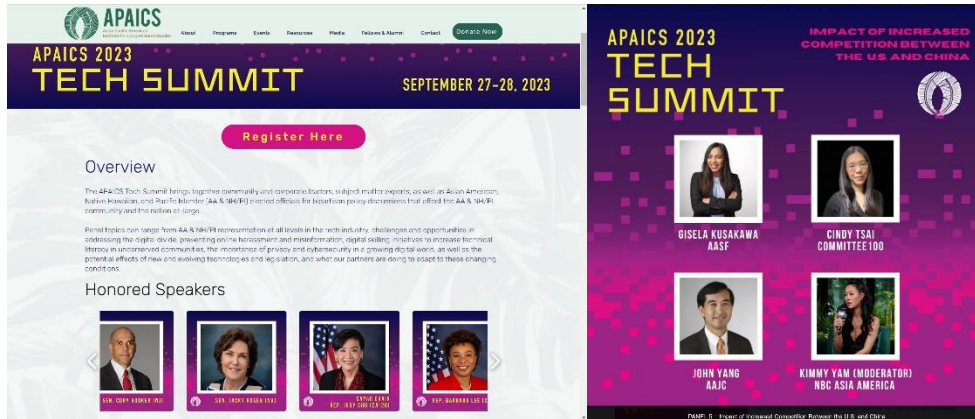 APAICS
About Programs Events Resources Media Fellows & Alumni Contact Donate Now
APAICS 2023
TECH SUMMIT
SEPTEMBER 27-28, 2023
Register Here
Overview
The APAICS Tech Summit brings together community and corporate leaders, subject matter experts, as well as Asian American,
Native Hawaiian, and Pacific Islander (AA & NH/PI) elected officials for bipartisan policy discussions that affect the AA & NH/PI
community and the nation at-large.
Panel topics can range from AA & NH/PI representation at all levels in the tech industry, challenges and opportunities in
addressing the digital divide, preventing online harassment and misinformation, digital skilling initiatives to increase technical
literacy in underserved communities, the importance of privacy and cybersecurity in a growing digital world, as well as the
potential effects of new and evolving technologies and legislation, and what our partners are doing to adapt to these changing
conditions.
Honored Speakers
SEN. CORY BOOKER (NJ)
SEN. JACKY ROSEN (NV)
CAPAC CHAIR
REP. JUDY CHU (CA-28)
REP. BARBARA LEE (C
APAICS 2023
TECH
SUMMIT
IMPACT OF INCREASED
COMPETITION BETWEEN
THE U.S AND CHINA
GISELA KUSAKAWA
AASF
CINDY TSAI
COMMITTEE100
JOHN YANG
AAJC
KIMMY YAM (MODERATOR)
NBC ASIA AMERICA
PANEL 5 Impact of Increased Competition Between the U.S. and China